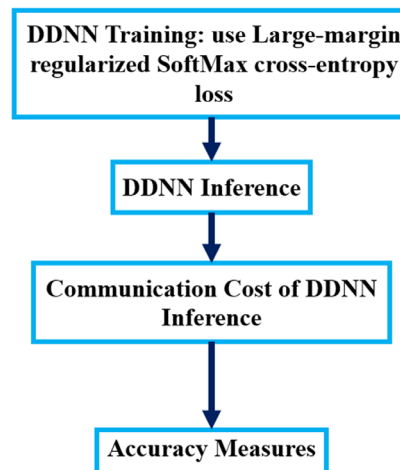 DDNN Training: use Large-margin
regularized SoftMax cross-entropy
loss
DDNN Inference
Communication Cost of DDNN
Inference
Accuracy Measures